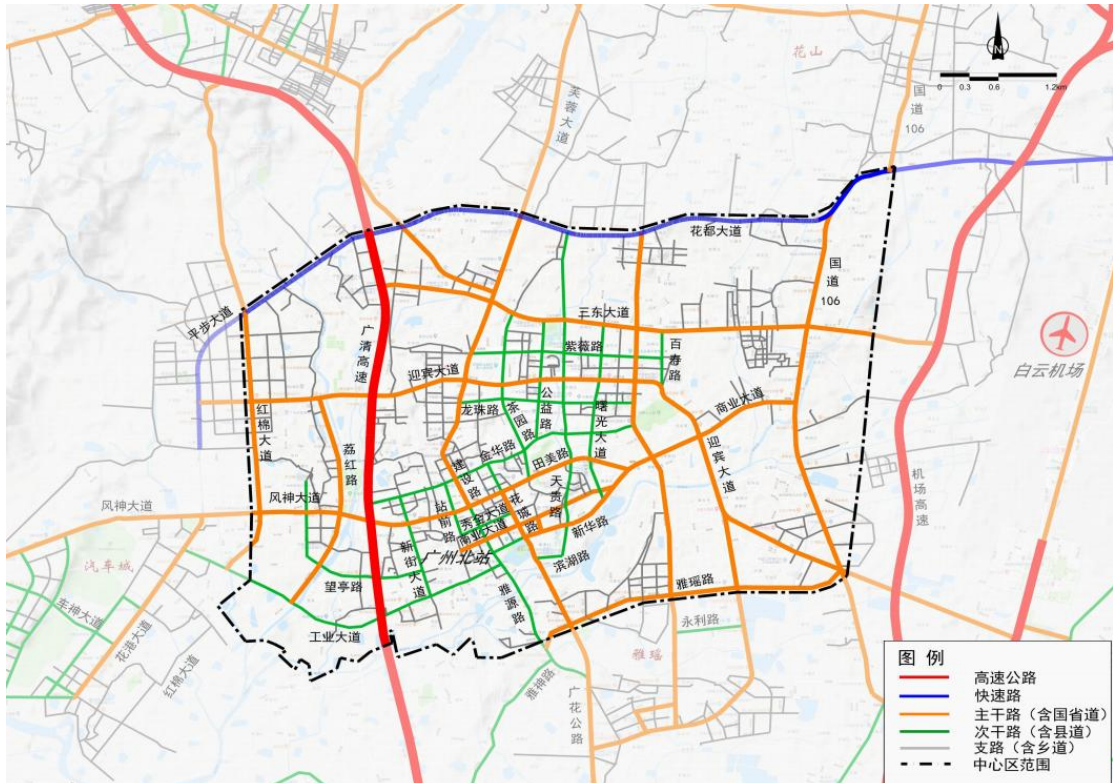 花山
N
0 0.3 0.6 1.2km
国道106
芙蓉大道
花都大道
国道106
平步大道
三东大道
广清高速
紫薇路
百寿路
白云机场
迎宾大道
公益路
商业大道
红棉大道
龙珠路
茶园路
曙光大道
荔红路
金华路
田美路
迎宾大道
建设路
天贵路
机场高速
风神大道
风神大道
站前路
秀全大道
花城路
新华路
商业大道
新街大道
广州北站
滨湖路
汽车城
望亭路
雅源路
雅瑶路
车神大道
工业大道
永利路
花港大道
红棉大道
雅瑶
雅神路
广花公路
图 例
高速公路
快速路
主干路（含国省道）
次干路（含县道）
支路（含乡道）
中心区范围